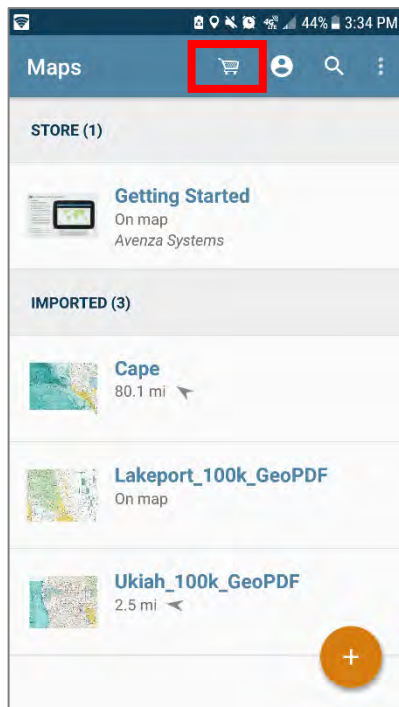 44% 3:34 PM
Maps
STORE (1)
Getting Started
On map
Avenza Systems
IMPORTED (3)
Cape
80.1 mi
Lakeport_100k_GeoPDF
On map
Ukiah_100k_GeoPDF
2.5 mi
+